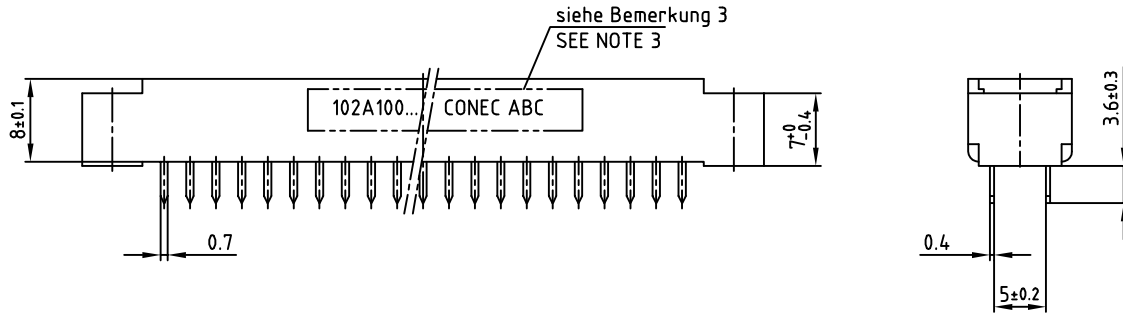 siehe Bemerkung 3
SEE NOTE 3
102A100... CONEC ABC
8±0.1
7+0
-0.4
3.6±0.3
0.7
0.4
5±0.2